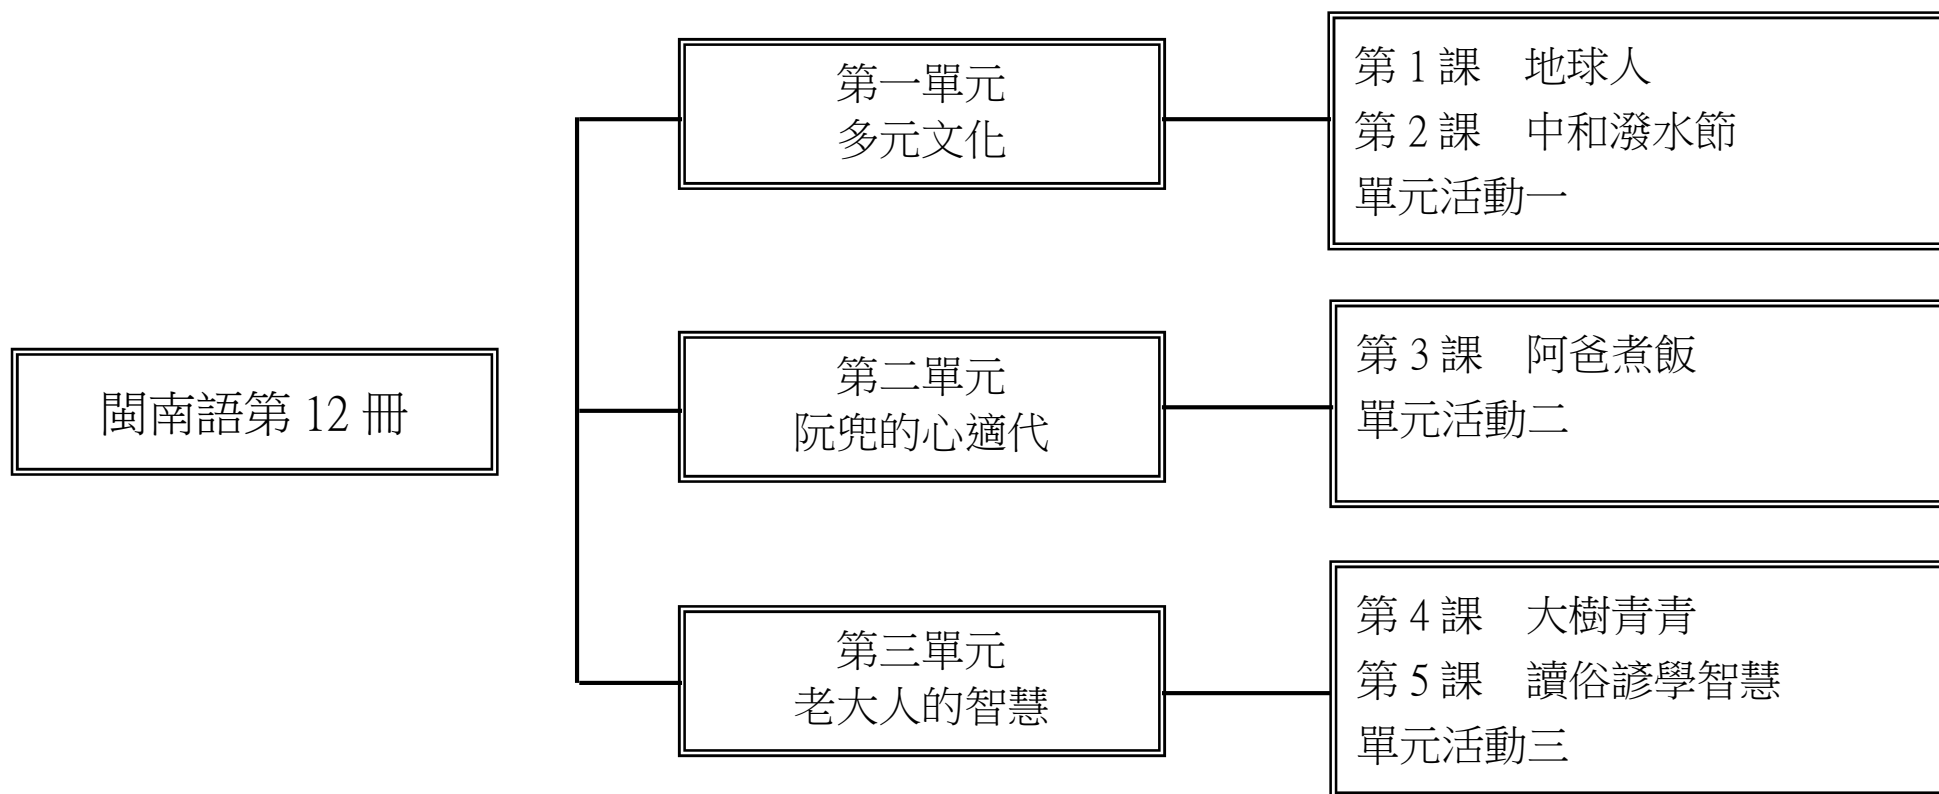 閩南語第 12 冊
第一單元
多元文化
第 1 課　地球人
第 2 課　中和潑水節
單元活動一
第二單元
阮兜的心適代
第 3 課　阿爸煮飯
單元活動二
第三單元
老大人的智慧
第 4 課　大樹青青
第 5 課　讀俗諺學智慧
單元活動三